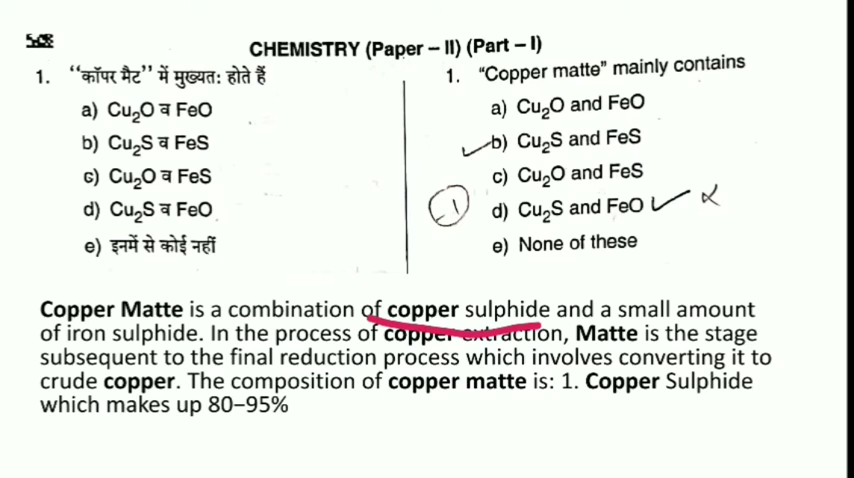 508
CHEMISTRY (Paper – II) (Part – I)
1. “कॉपर मैट” में मुख्यत: होते हैं
a) Cu₂O व FeO
b) Cu₂S व FeS
c) Cu₂O व FeS
d) Cu₂S व FeO
e) इनमें से कोई नहीं
1. “Copper matte” mainly contains
a) Cu₂O and FeO
b) Cu₂S and FeS
c) Cu₂O and FeS
d) Cu₂S and FeO
e) None of these
-1
Copper Matte is a combination of copper sulphide and a small amount
of iron sulphide. In the process of copper extraction, Matte is the stage
subsequent to the final reduction process which involves converting it to
crude copper. The composition of copper matte is: 1. Copper Sulphide
which makes up 80–95%